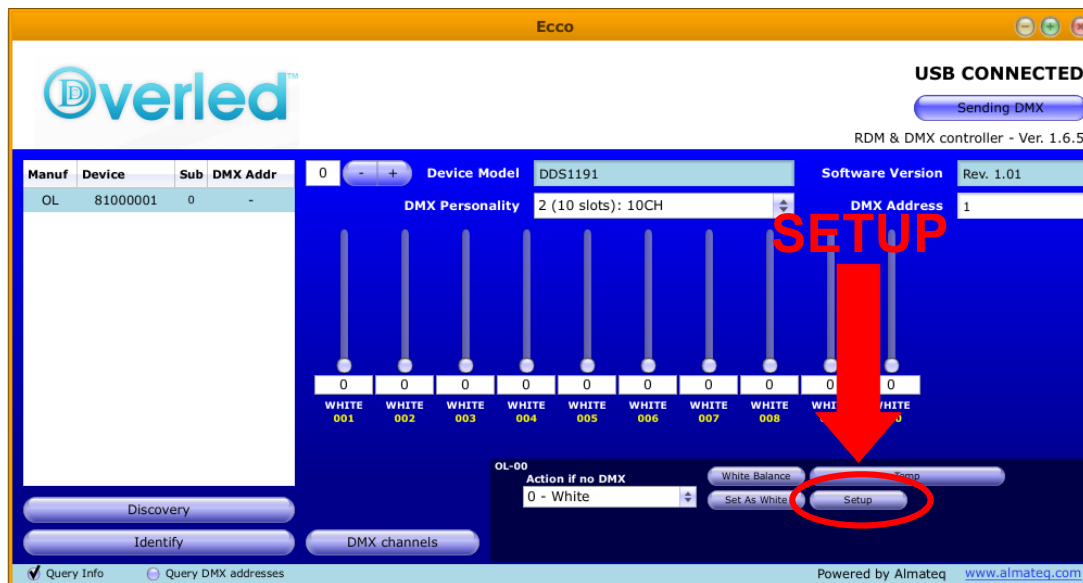 Ecco
Dverled™
USB CONNECTED
Sending DMX
RDM & DMX controller - Ver. 1.6.5
Manuf Device Sub DMX Addr
OL 81000001 0 -
0 - + Device Model DDS1191 Software Version Rev. 1.01
DMX Personality 2 (10 slots): 10CH DMX Address 1
SETUP
0 0 0 0 0 0 0 0 0 0
WHITE WHITE WHITE WHITE WHITE WHITE WHITE WHITE
001 002 003 004 005 006 007 008
OL-00
Action if no DMX
0 - White
White Balance
Temp
Set As White
Setup
Discovery
Identify
DMX channels
Query Info Query DMX addresses Powered by Almateq www.almateq.com